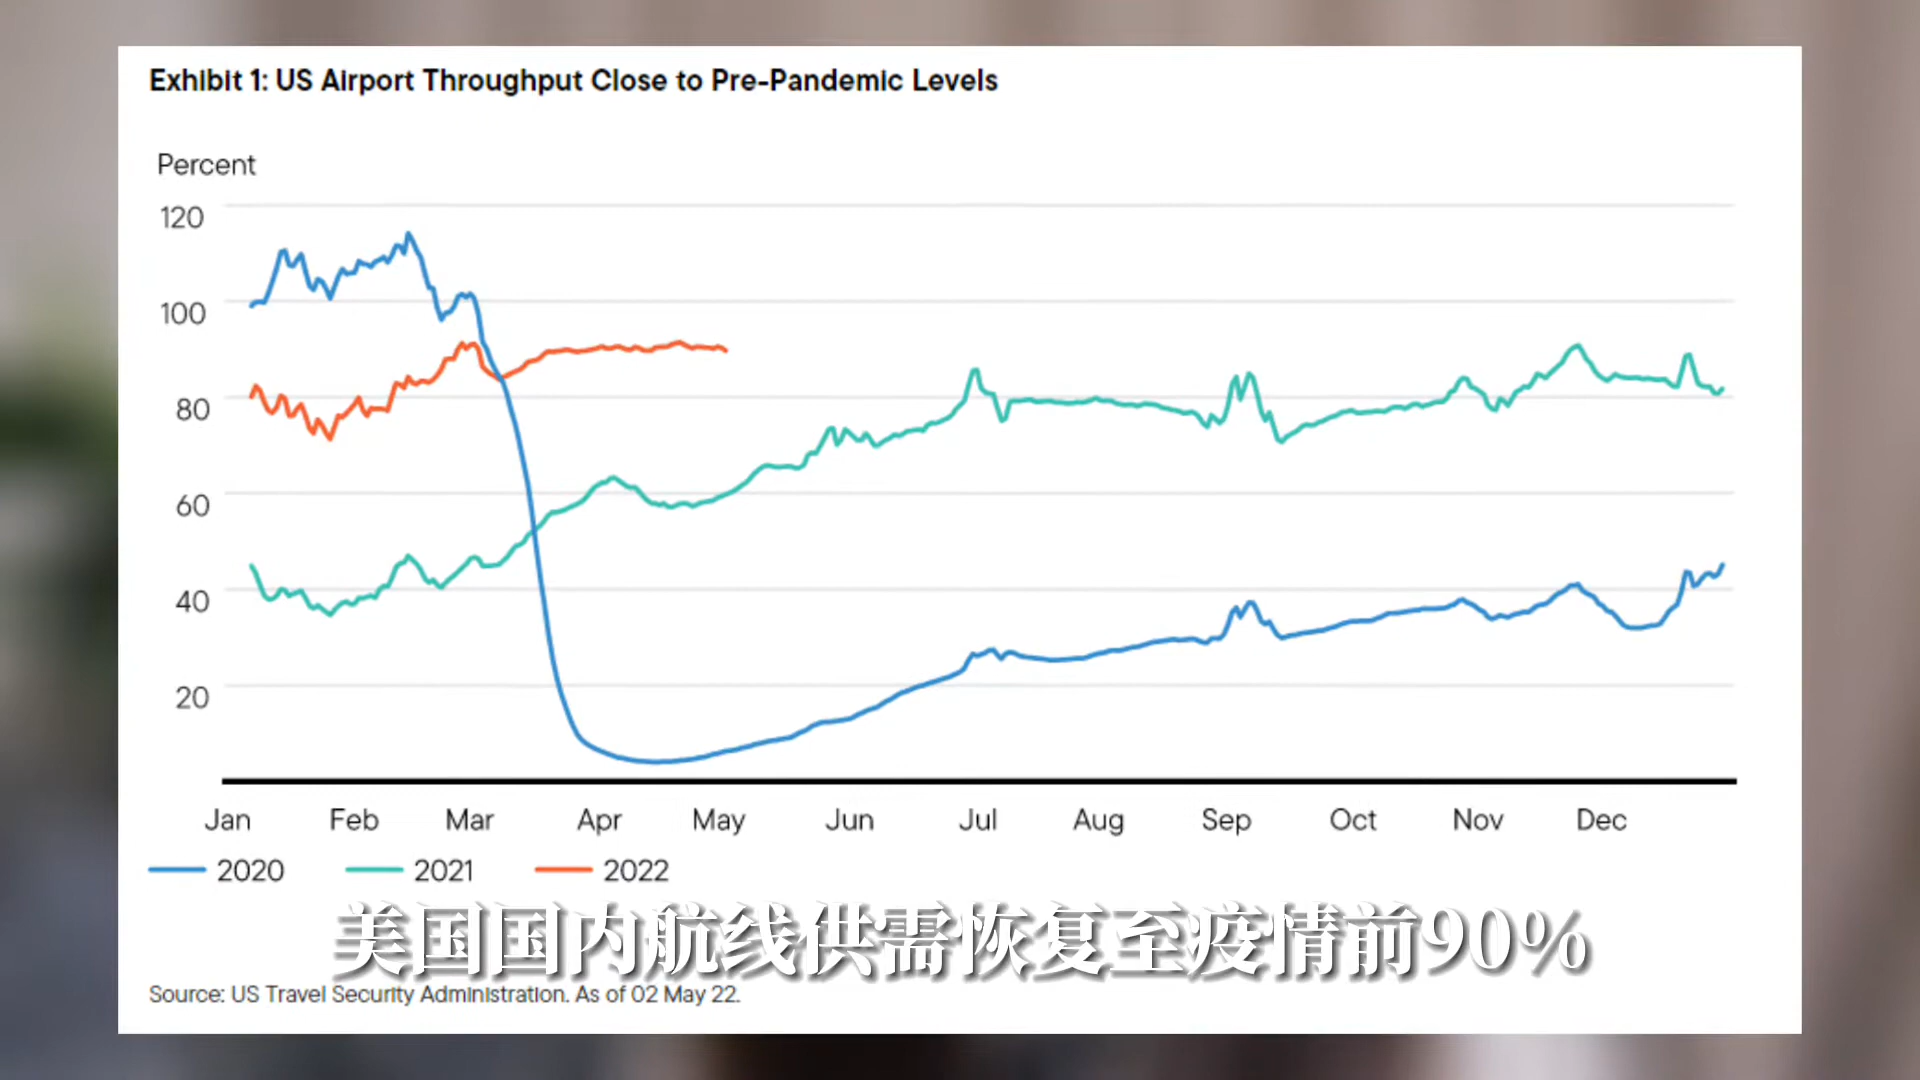 Exhibit 1: US Airport Throughput Close to Pre-Pandemic Levels
Percent
120
100
80
60
40
20
Jan Feb Mar Apr May Jun Jul Aug Sep Oct Nov Dec
2020 2021 2022
美国国内航线供需恢复至疫情前90%
Source: US Travel Security Administration. As of 02 May 22.